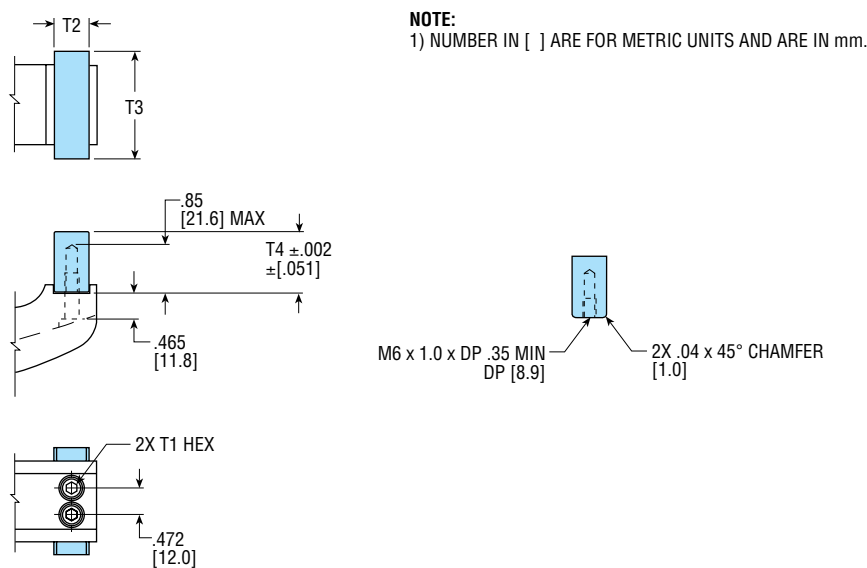 T2
NOTE:
1) NUMBER IN [ ] ARE FOR METRIC UNITS AND ARE IN mm.
T3
.85
[21.6] MAX
T4 ±.002
±[.051]
.465
[11.8]
M6 x 1.0 x DP .35 MIN
DP [8.9]
2X .04 x 45° CHAMFER
[1.0]
2X T1 HEX
.472
[12.0]